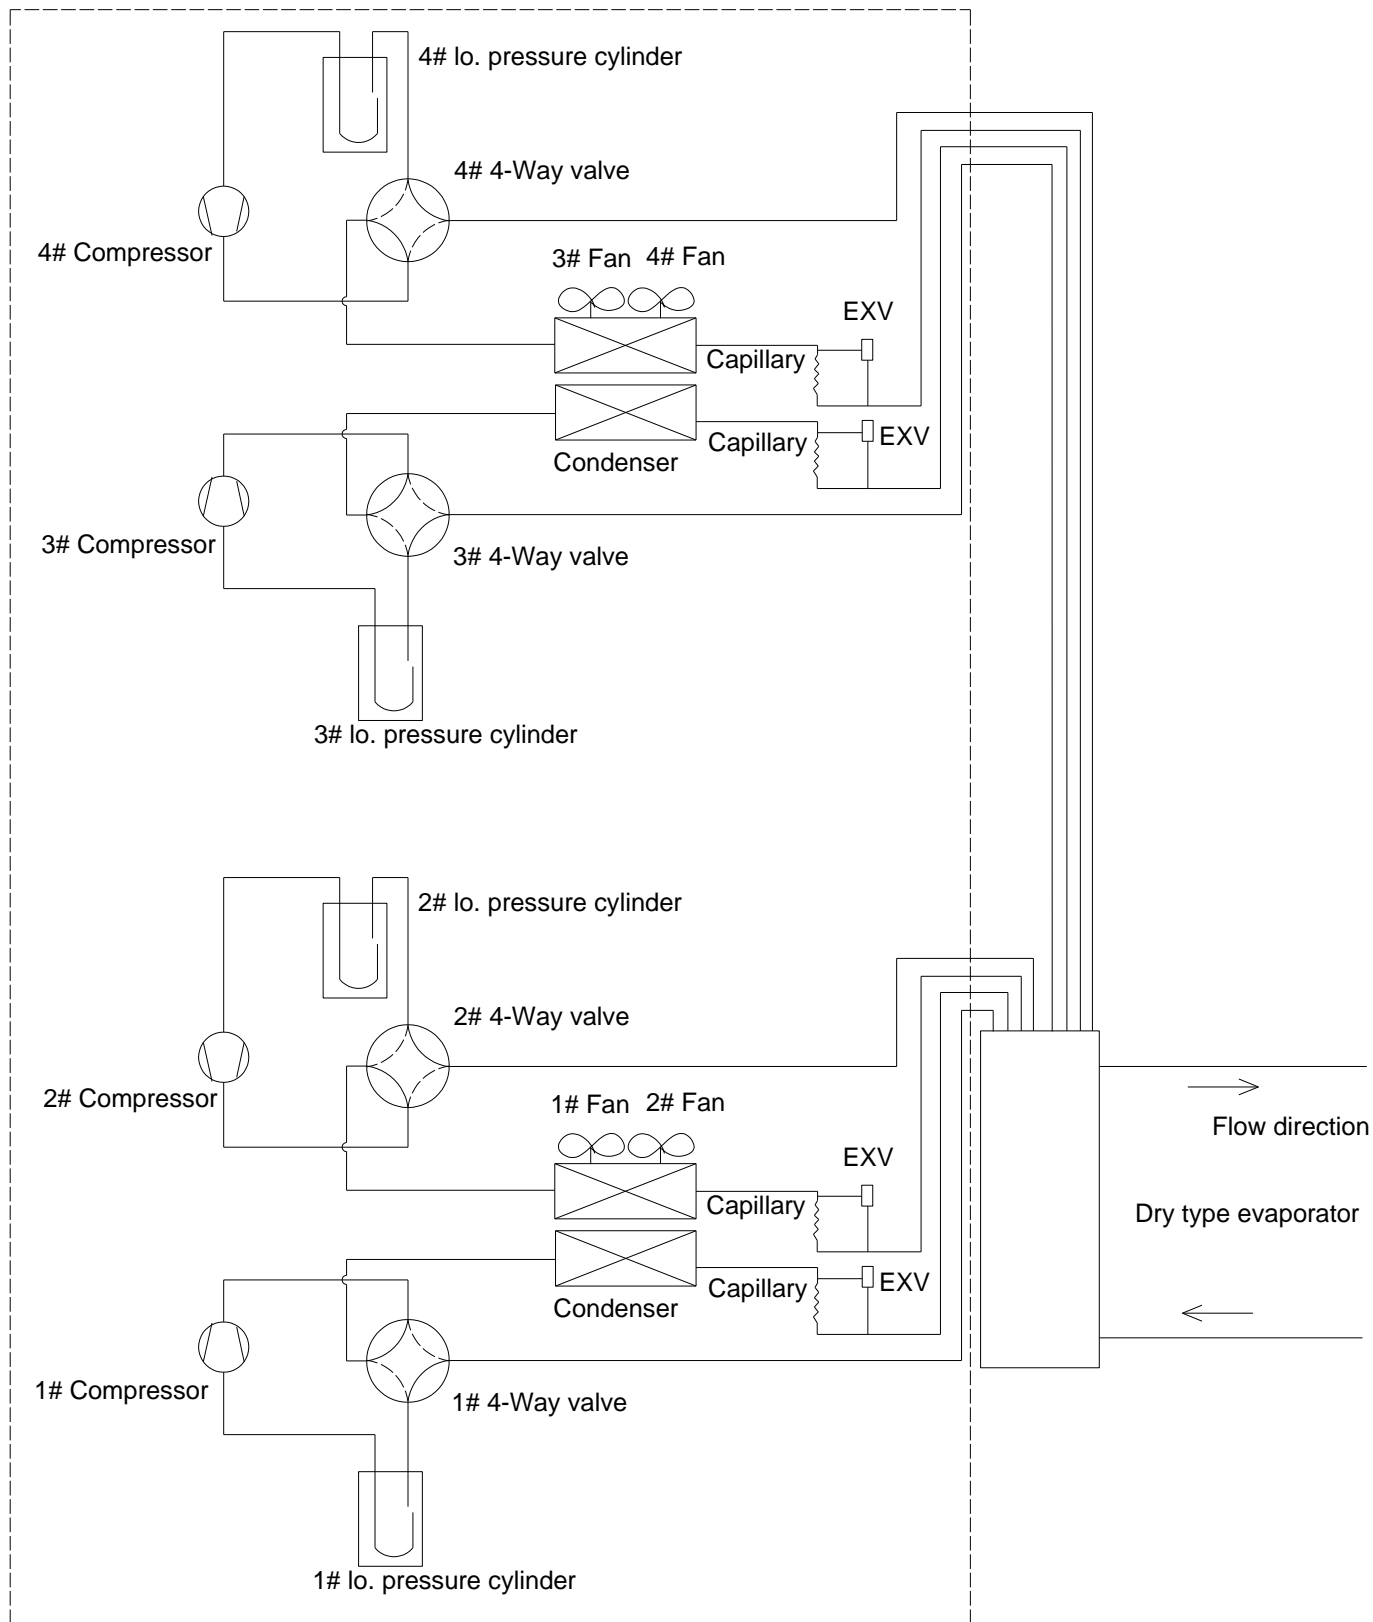 4# lo. pressure cylinder
4# 4-Way valve
4# Compressor
3# Fan
4# Fan
EXV
Capillary
EXV
Capillary
Condenser
3# Compressor
3# 4-Way valve
3# lo. pressure cylinder
2# lo. pressure cylinder
2# 4-Way valve
2# Compressor
1# Fan
2# Fan
Flow direction
EXV
Capillary
Dry type evaporator
EXV
Capillary
Condenser
1# Compressor
1# 4-Way valve
1# lo. pressure cylinder